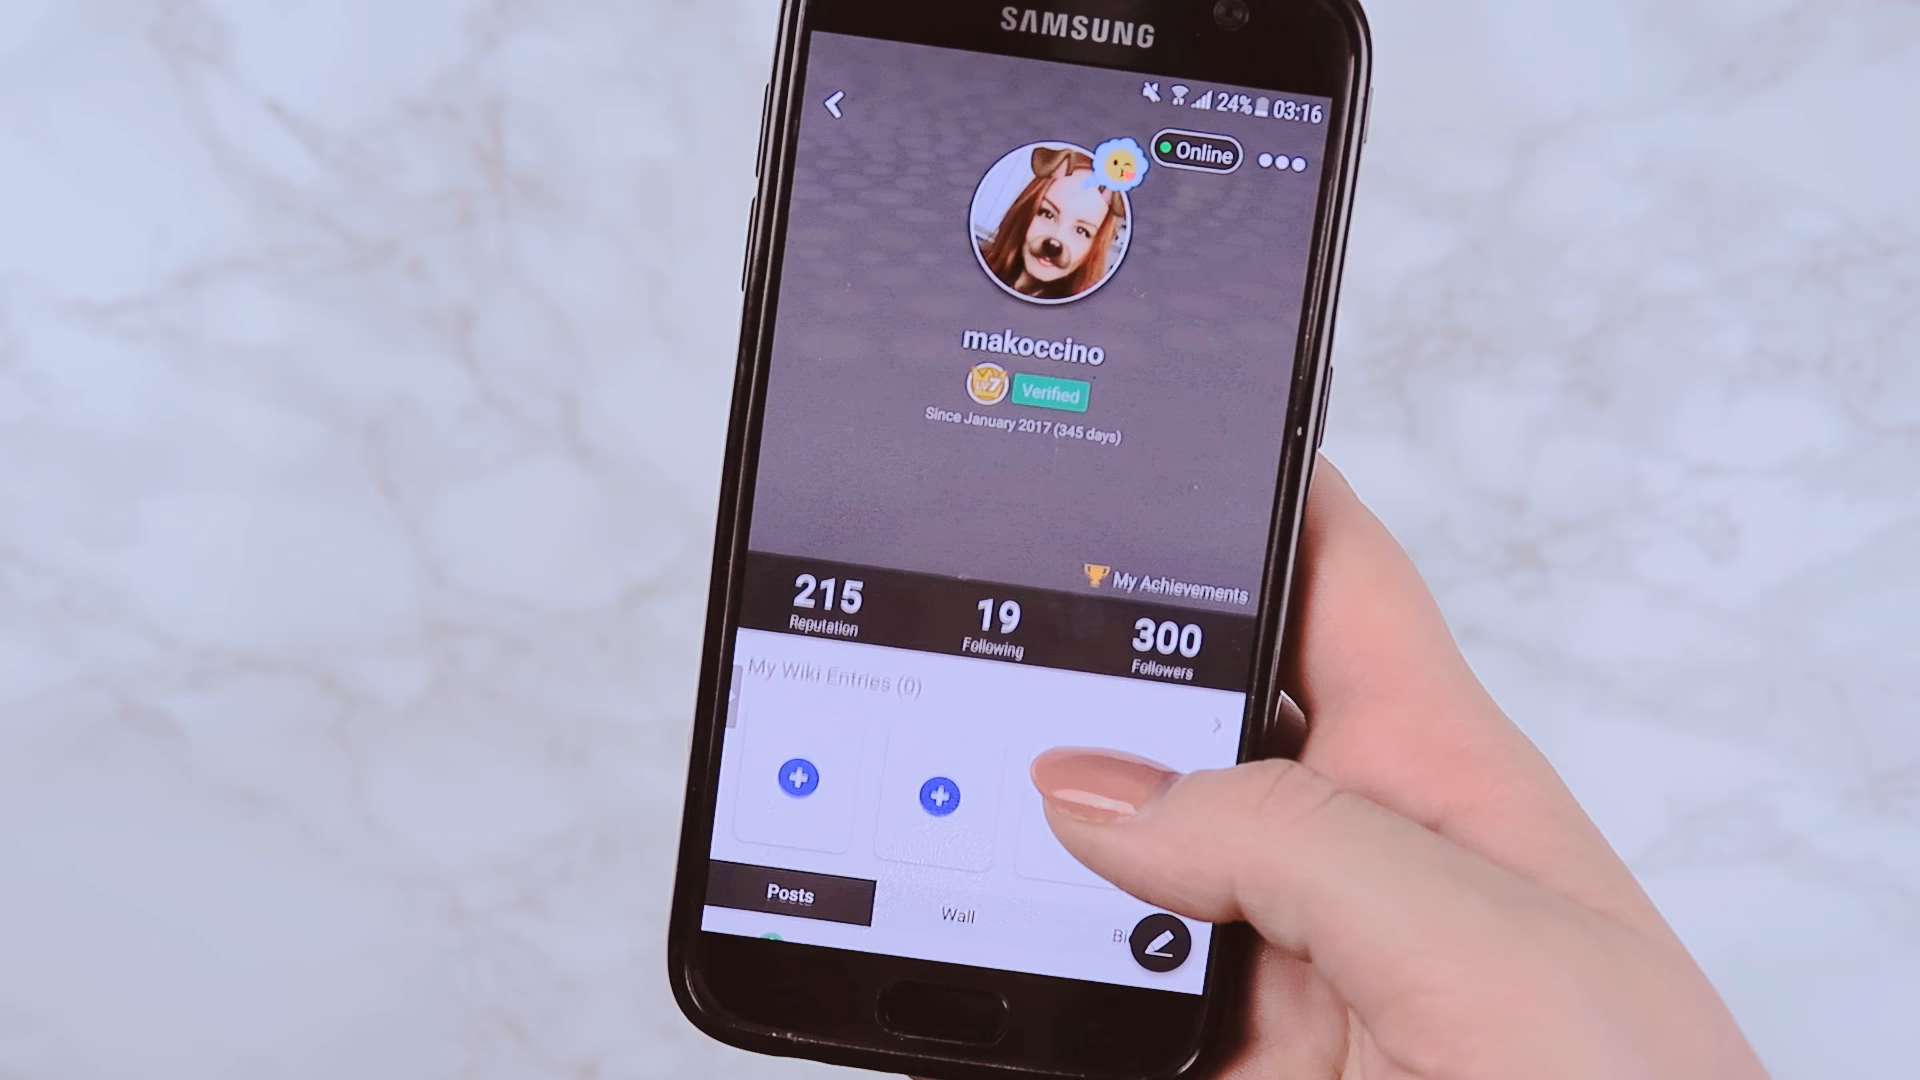 SAMSUNG
24% 03:16
Online
makoccino
LV7 Verified
Since January 2017 (345 days)
My Achievements
215 19 300
Reputation Following Followers
My Wiki Entries (0)
Posts Wall